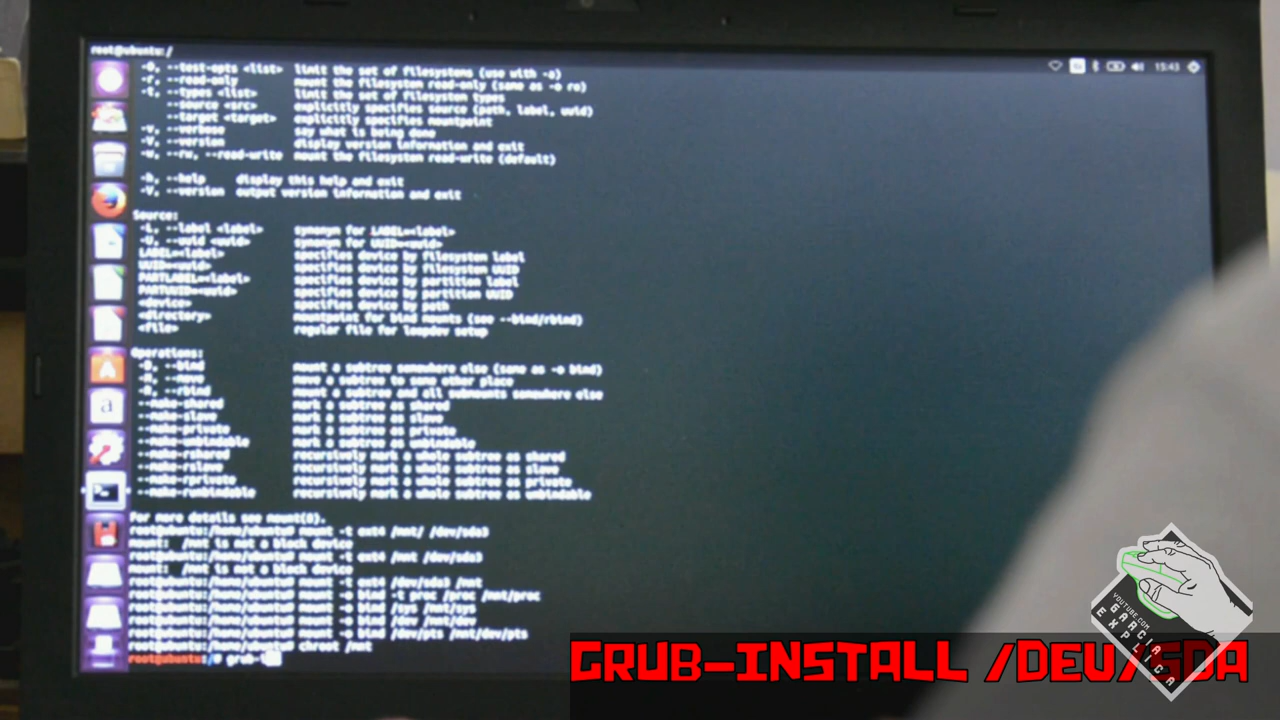 root@ubuntu:/
15:43
-O, --test-opts <list> limit the set of filesystems (use with -a)
-r, --read-only mount the filesystem read-only (same as -o ro)
-t, --types <list> limit the set of filesystem types
--source <src> explicitly specifies source (path, label, uuid)
--target <target> explicitly specifies mountpoint
-v, --verbose say what is being done
-V, --version display version information and exit
-w, --rw, --read-write mount the filesystem read-write (default)
-h, --help display this help and exit
-V, --version output version information and exit
Source:
-L, --label <label> synonym for LABEL=<label>
-U, --uuid <uuid> synonym for UUID=<uuid>
LABEL=<label> specifies device by filesystem label
UUID=<uuid> specifies device by filesystem UUID
PARTLABEL=<label> specifies device by partition label
PARTUUID=<uuid> specifies device by partition UUID
<device> specifies device by path
<directory> mountpoint for bind mounts (see --bind/rbind)
<file> regular file for loopdev setup
Operations:
-B, --bind mount a subtree somewhere else (same as -o bind)
-M, --move move a subtree to some other place
-R, --rbind mount a subtree and all submounts somewhere else
--make-shared mark a subtree as shared
--make-slave mark a subtree as slave
--make-private mark a subtree as private
--make-unbindable mark a subtree as unbindable
--make-rshared recursively mark a whole subtree as shared
--make-rslave recursively mark a whole subtree as slave
--make-rprivate recursively mark a whole subtree as private
--make-runbindable recursively mark a whole subtree as unbindable
For more details see mount(8).
root@ubuntu:/home/ubuntu# mount -t ext4 /mnt/ /dev/sda3
mount: /mnt is not a block device
root@ubuntu:/home/ubuntu# mount -t ext4 /mnt /dev/sda3
mount: /mnt is not a block device
root@ubuntu:/home/ubuntu# mount -t ext4 /dev/sda3 /mnt
root@ubuntu:/home/ubuntu# mount -o bind -t proc /proc /mnt/proc
root@ubuntu:/home/ubuntu# mount -o bind /sys /mnt/sys
root@ubuntu:/home/ubuntu# mount -o bind /dev /mnt/dev
root@ubuntu:/home/ubuntu# mount -o bind /dev/pts /mnt/dev/pts
root@ubuntu:/home/ubuntu# chroot /mnt
root@ubuntu:/# grub-
GRUB-INSTALL /DEV/SDA
YOUTUBE.COM
GARCIA
EXPLICA